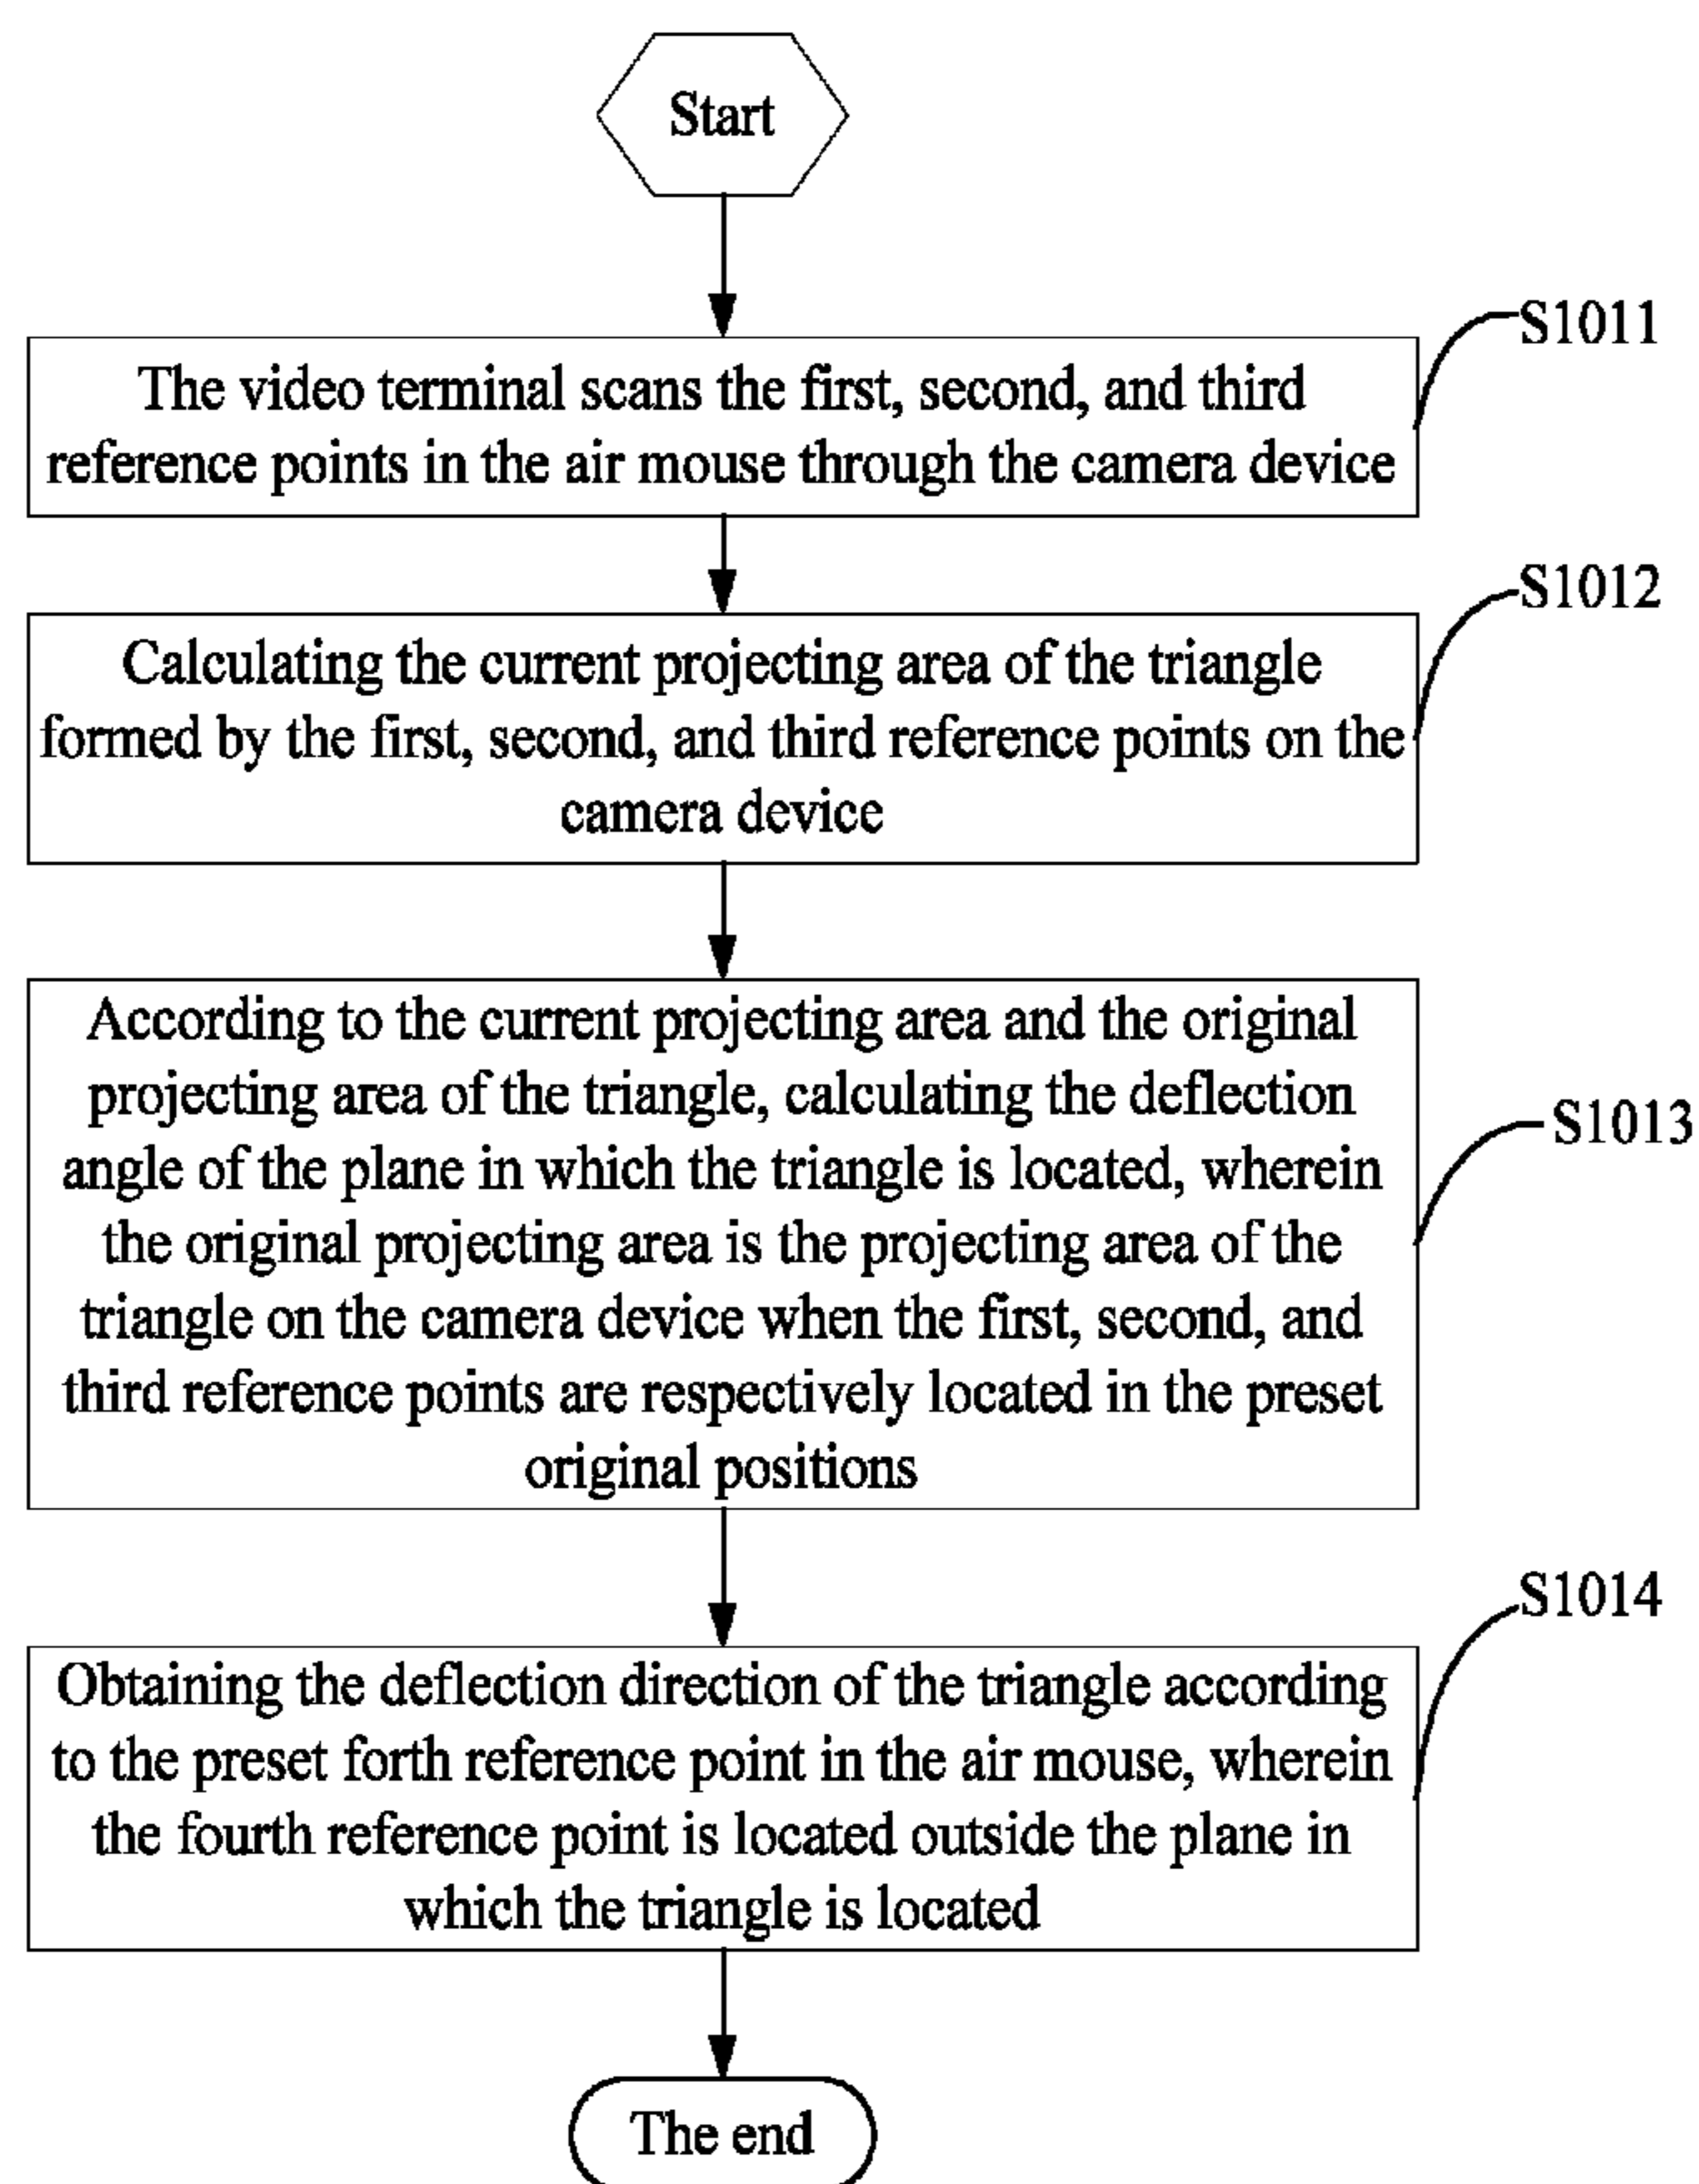 Start
S1011
The video terminal scans the first, second, and third
reference points in the air mouse through the camera device
S1012
Calculating the current projecting area of the triangle
formed by the first, second, and third reference points on the
camera device
According to the current projecting area and the original
projecting area of the triangle, calculating the deflection
angle of the plane in which the triangle is located, wherein
the original projecting area is the projecting area of the
triangle on the camera device when the first, second, and
third reference points are respectively located in the preset
original positions
S1013
S1014
Obtaining the deflection direction of the triangle according
to the preset forth reference point in the air mouse, wherein
the fourth reference point is located outside the plane in
which the triangle is located
The end